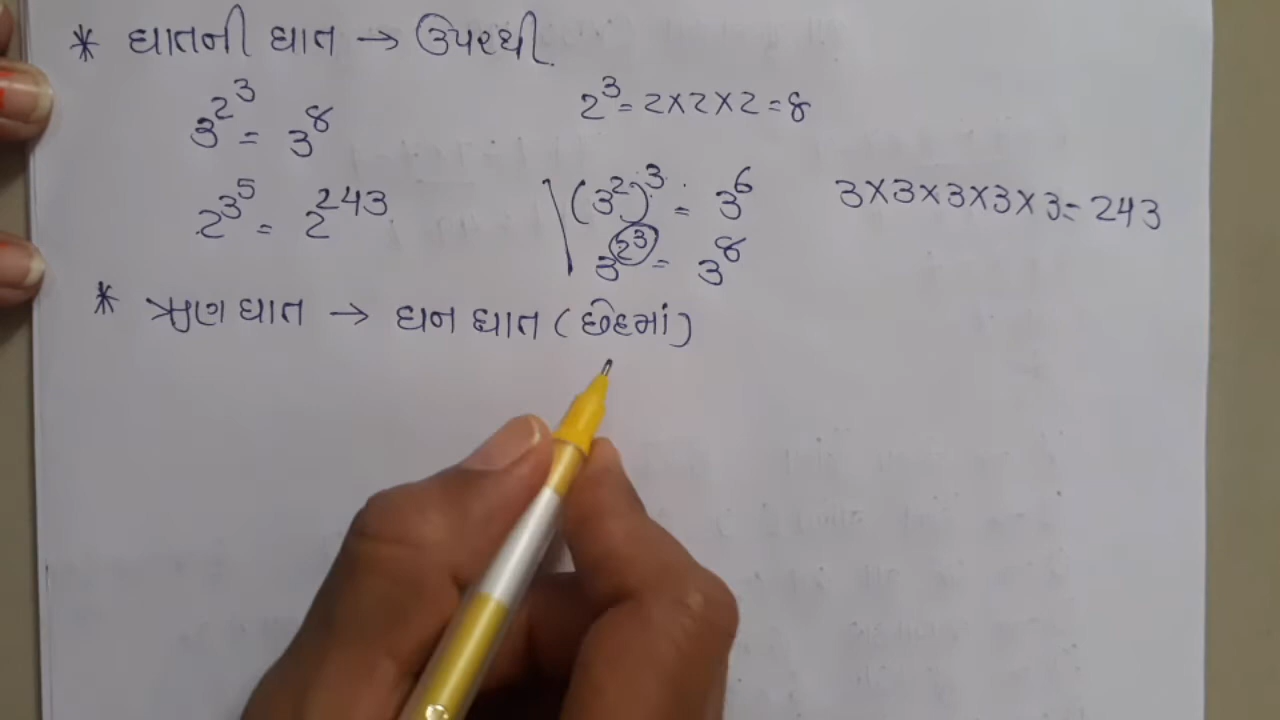 * ઘાતની ઘાત → ઉપરથી.
3^2^3 = 3^8    2^3 = 2×2×2 = 8
2^3^5 = 2^243    (3^2)^3 = 3^6    3×3×3×3×3 = 243
3^2^3 = 3^8
* ઋણ ઘાત → ઘન ઘાત (છેદમાં)